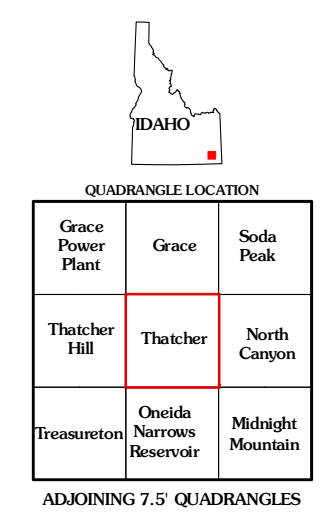 IDAHO
QUADRANGLE LOCATION
Grace
Power
Plant
Grace
Soda
Peak
Thatcher
Hill
Thatcher
North
Canyon
Treasureton
Oneida
Narrows
Reservoir
Midnight
Mountain
ADJOINING 7.5' QUADRANGLES